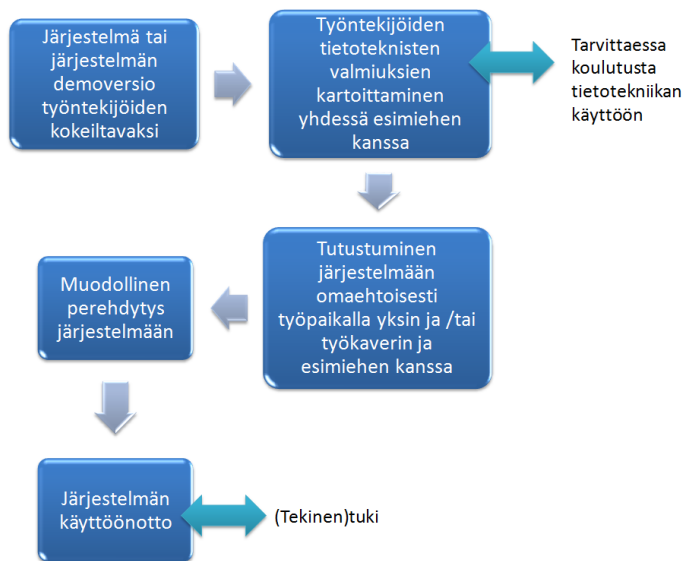 Järjestelmä tai
järjestelmän
demoversio
työntekijöiden
kokeiltavaksi
Työntekijöiden
tietoteknisten
valmiuksien
kartoittaminen
yhdessä esimiehen
kanssa
Tarvittaessa
koulutusta
tietotekniikan
käyttöön
Tutustuminen
järjestelmään
omaehtoisesti
työpaikalla yksin ja /tai
työkaverin ja
esimiehen kanssa
Muodollinen
perehdytys
järjestelmään
Järjestelmän
käyttöönotto
(Tekinen)tuki